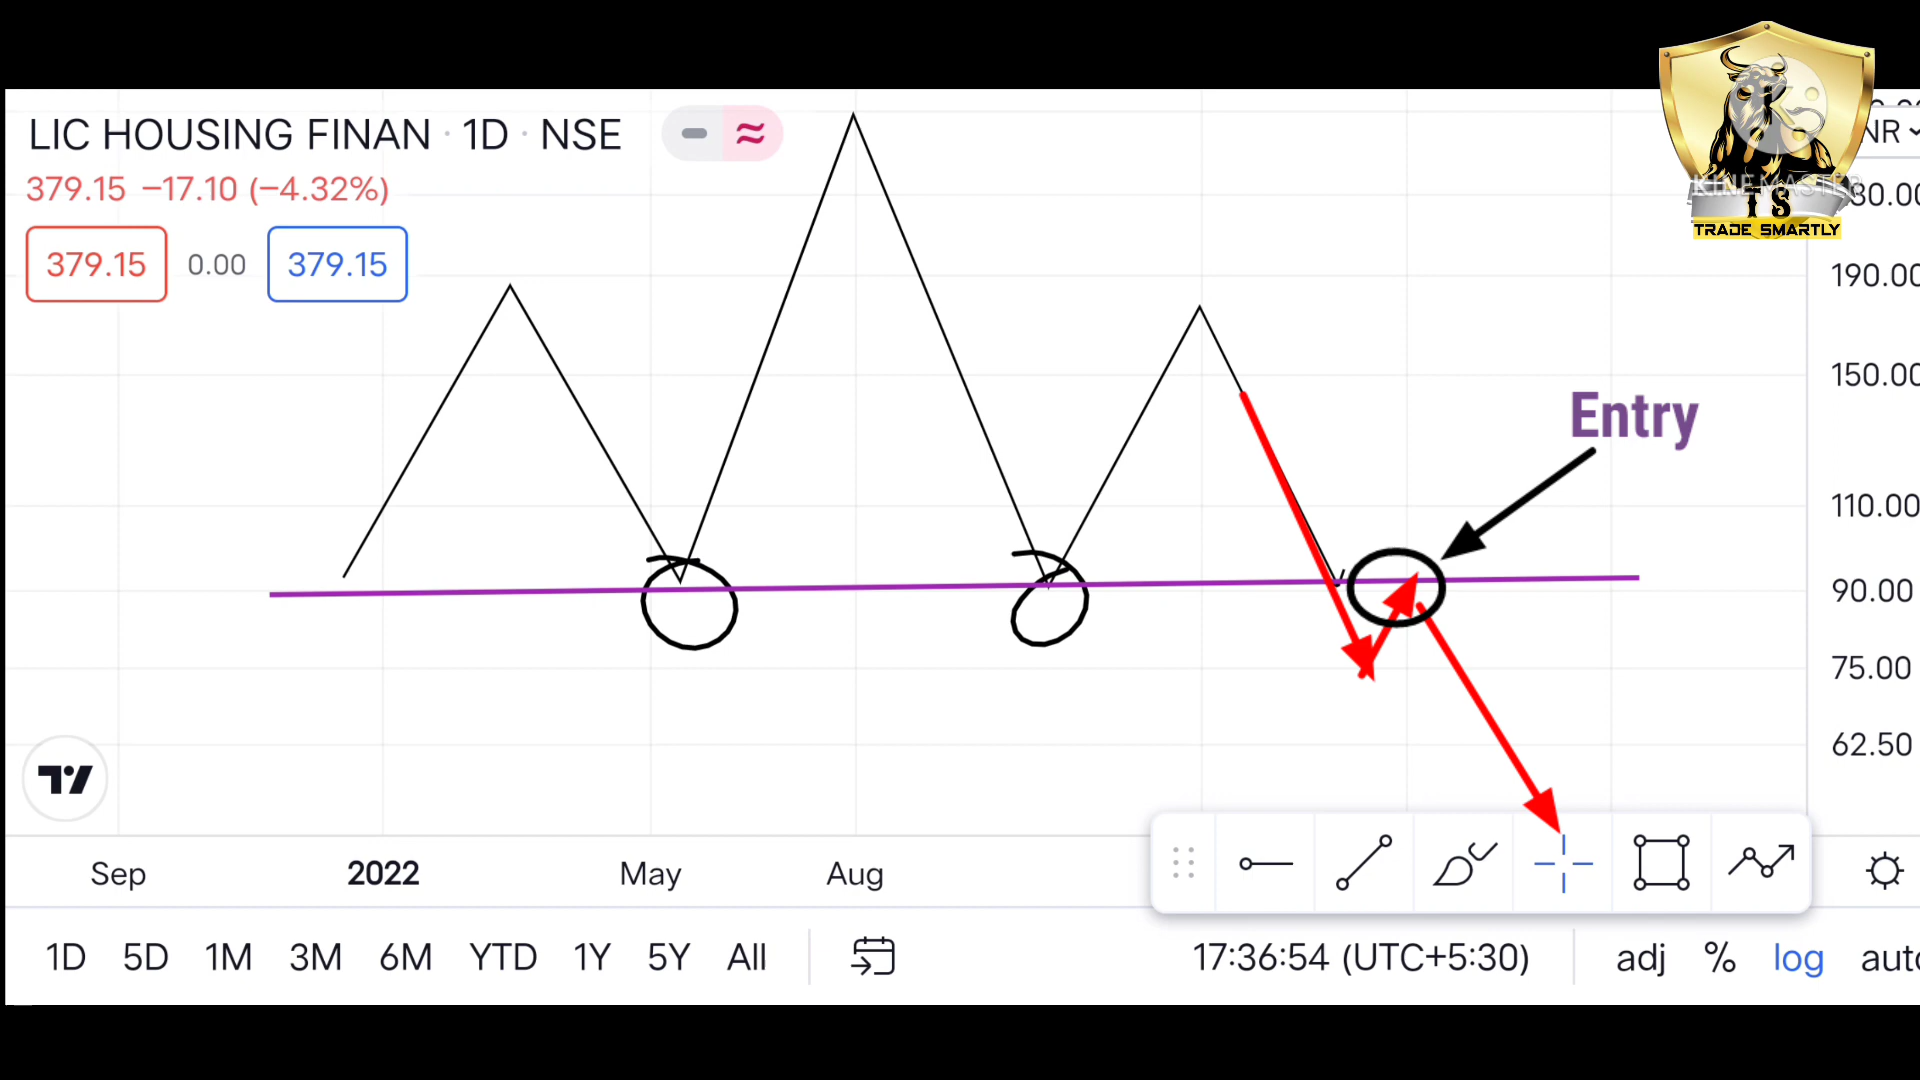 LIC HOUSING FINAN · 1D · NSE
379.15 −17.10 (−4.32%)
379.15 0.00 379.15
KINEMASTER
TS
TRADE SMARTLY
190.00
150.00
Entry
110.00
90.00
75.00
62.50
Sep 2022 May Aug
1D 5D 1M 3M 6M YTD 1Y 5Y All 17:36:54 (UTC+5:30) adj % log auto